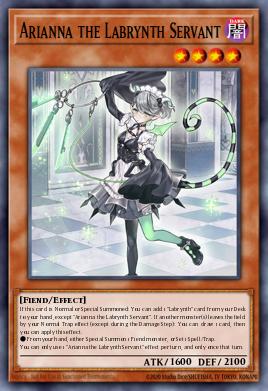 Arianna the Labrynth Servant
DARK
闇
[Fiend/Effect]
If this card is Normal or Special Summoned: You can add 1 "Labrynth" card from your Deck
to your hand, except "Arianna the Labrynth Servant". If another monster(s) leaves the field
by your Normal Trap effect (except during the Damage Step): You can draw 1 card, then
you can apply this effect.
●From your hand, either Special Summon 1 Fiend monster, or Set 1 Spell/Trap.
You can only use 1 "Arianna the Labrynth Servant" effect per turn, and only once that turn.
ATK/1600 DEF/2100
©2020 Studio Dice/SHUEISHA, TV TOKYO, KONAMI